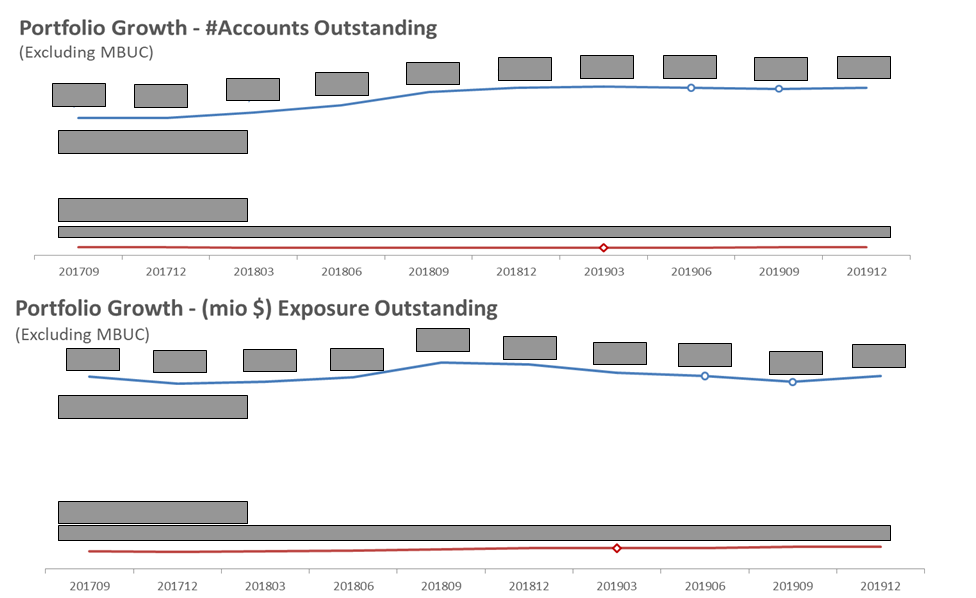 Portfolio Growth - #Accounts Outstanding
(Excluding MBUC)
201709 201712 201803 201806 201809 201812 201903 201906 201909 201912
Portfolio Growth - (mio $) Exposure Outstanding
(Excluding MBUC)
201709 201712 201803 201806 201809 201812 201903 201906 201909 201912